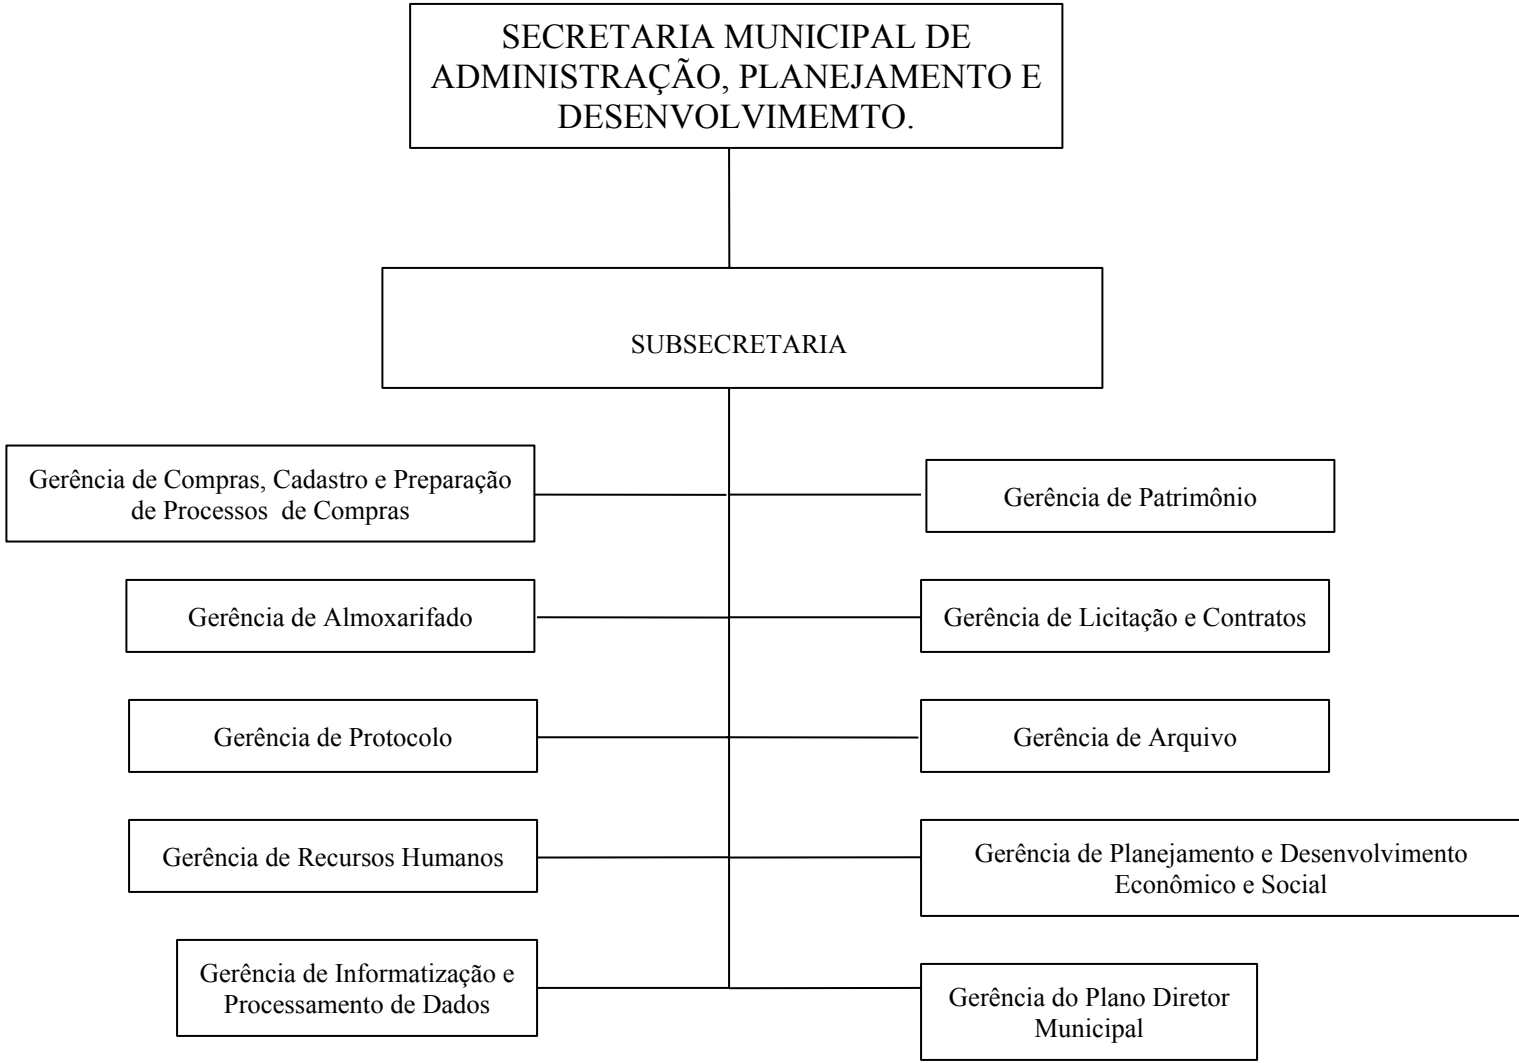 SECRETARIA MUNICIPAL DE
ADMINISTRAÇÃO, PLANEJAMENTO E
DESENVOLVIMEMTO.
SUBSECRETARIA
Gerência de Compras, Cadastro e Preparação
de Processos  de Compras
Gerência de Patrimônio
Gerência de Almoxarifado
Gerência de Licitação e Contratos
Gerência de Protocolo
Gerência de Arquivo
Gerência de Recursos Humanos
Gerência de Planejamento e Desenvolvimento
Econômico e Social
Gerência de Informatização e
Processamento de Dados
Gerência do Plano Diretor
Municipal